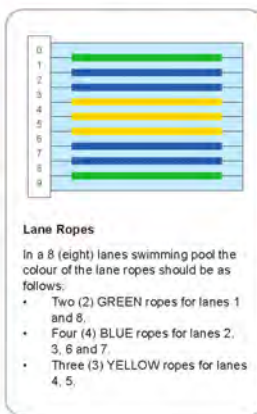 0
1
2
3
4
5
6
7
8
9
Lane Ropes
In a 8 (eight) lanes swimming pool the
colour of the lane ropes should be as
follows:
• Two (2) GREEN ropes for lanes 1
and 8.
• Four (4) BLUE ropes for lanes 2,
3, 6 and 7.
• Three (3) YELLOW ropes for lanes
4, 5.